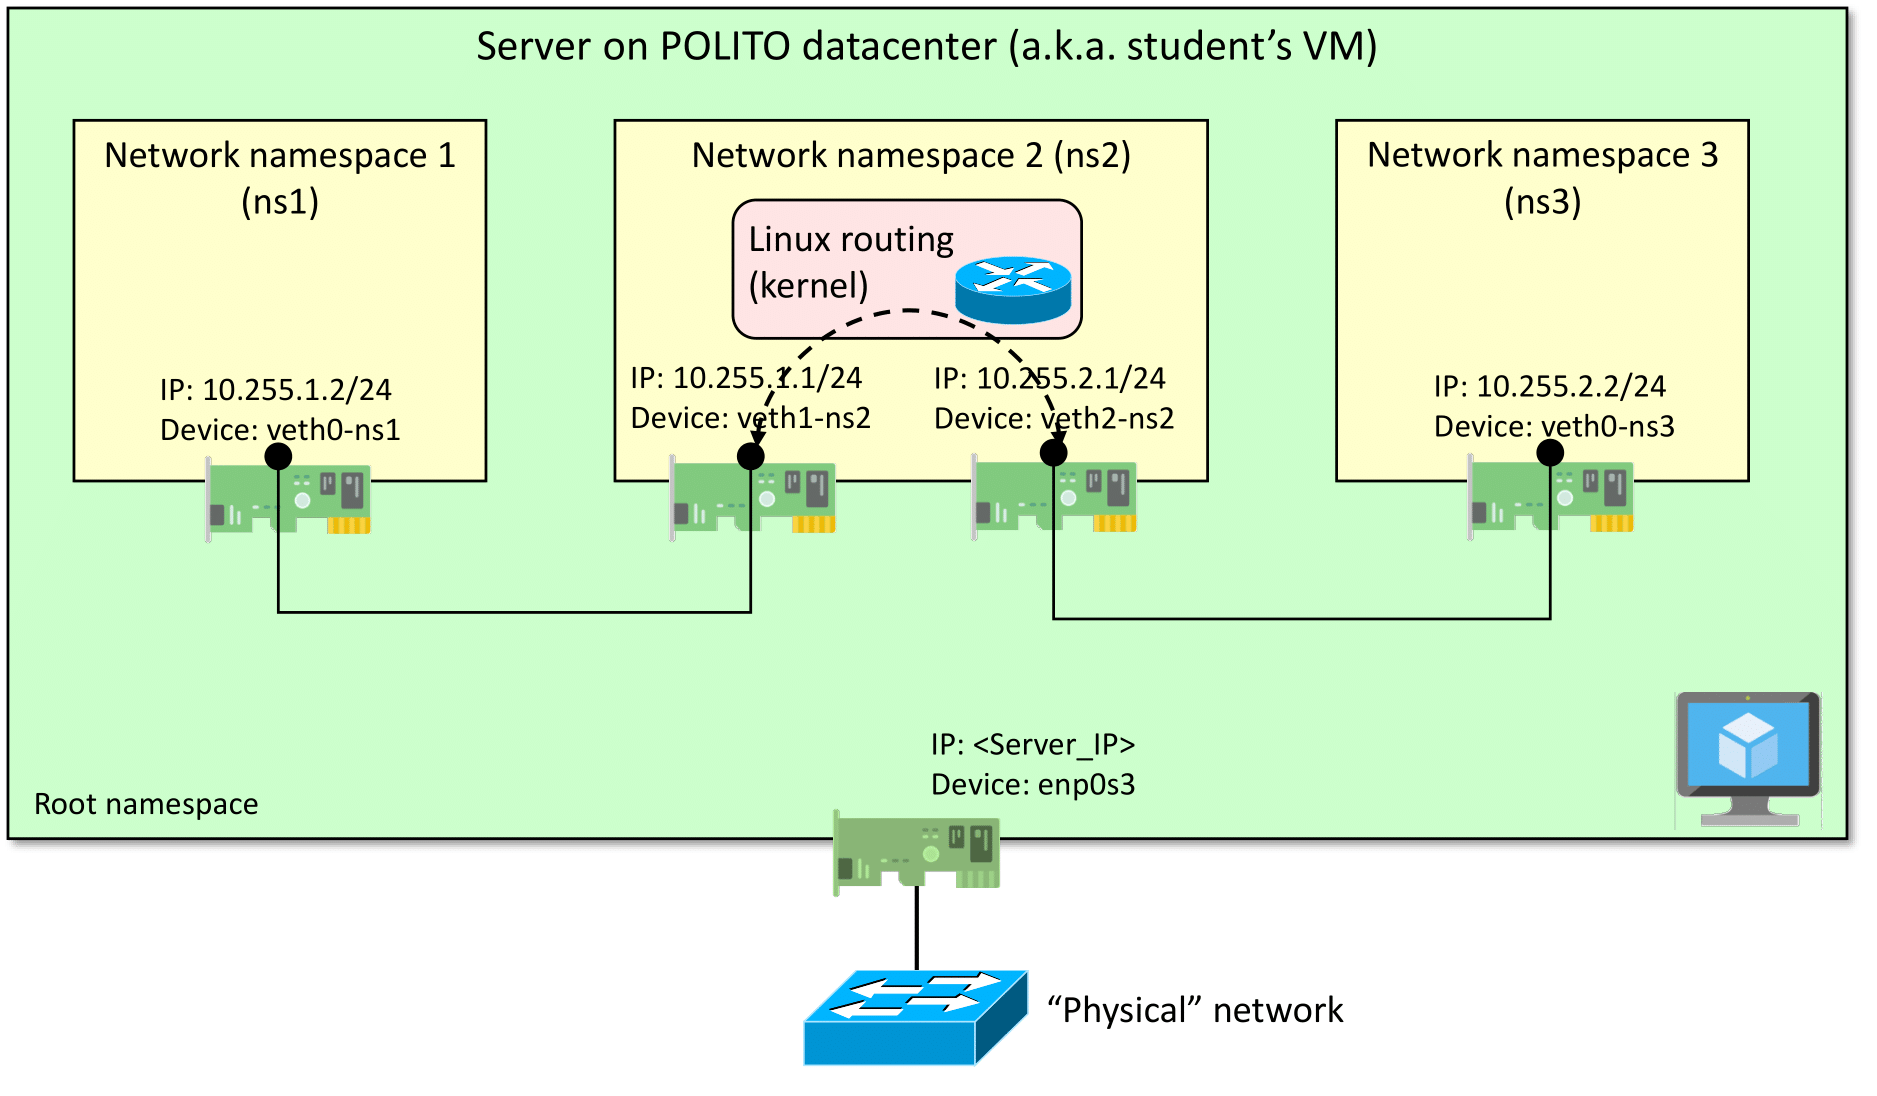 Server on POLITO datacenter (a.k.a. student’s VM)
Network namespace 1
(ns1)
Network namespace 2 (ns2)
Network namespace 3
(ns3)
Linux routing
(kernel)
IP: 10.255.1.2/24
Device: veth0-ns1
IP: 10.255.1.1/24
Device: veth1-ns2
IP: 10.255.2.1/24
Device: veth2-ns2
IP: 10.255.2.2/24
Device: veth0-ns3
IP: <Server_IP>
Device: enp0s3
Root namespace
“Physical” network